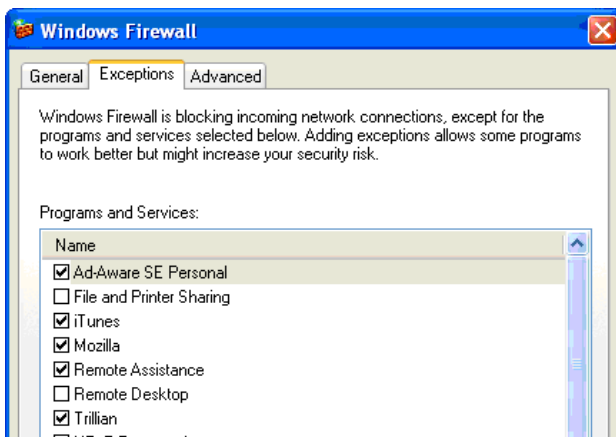 Windows Firewall
General Exceptions Advanced
Windows Firewall is blocking incoming network connections, except for the
programs and services selected below. Adding exceptions allows some programs
to work better but might increase your security risk.
Programs and Services:
Name
Ad-Aware SE Personal
File and Printer Sharing
iTunes
Mozilla
Remote Assistance
Remote Desktop
Trillian